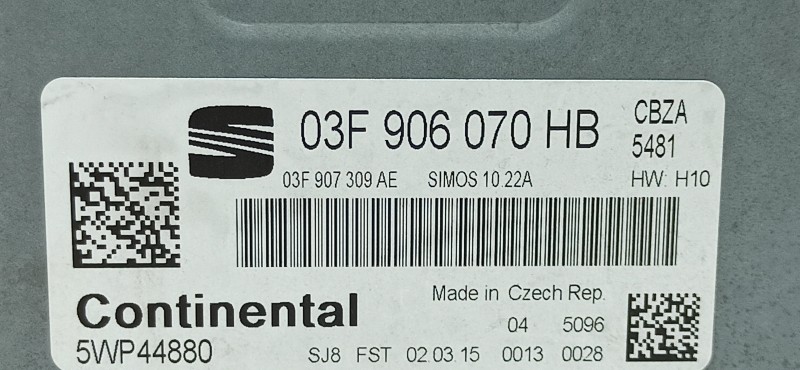 03F 906 070 HB
CBZA
5481
03F 907 309 AE SIMOS 10.22A
HW: H10
Continental
5WP44880
Made in Czech Rep.
04 5096
SJ8 FST 02.03.15 0013 0028